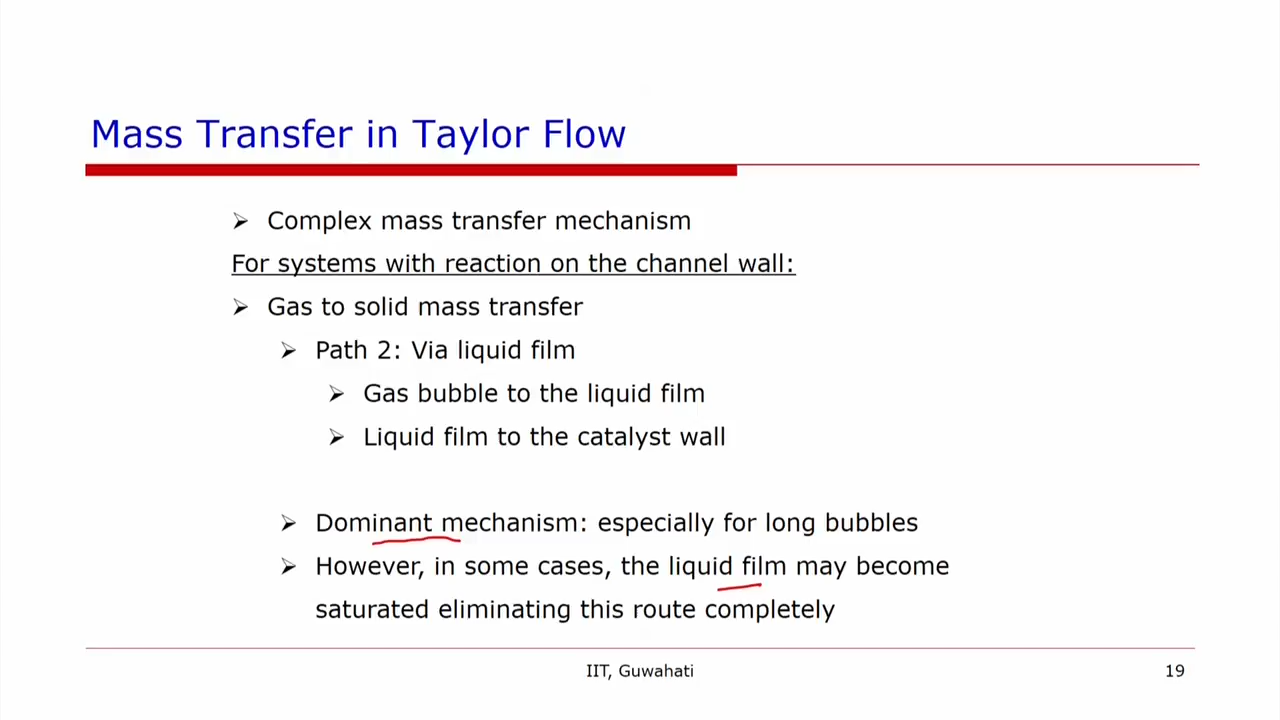 Mass Transfer in Taylor Flow
➢ Complex mass transfer mechanism
For systems with reaction on the channel wall:
➢ Gas to solid mass transfer
➢ Path 2: Via liquid film
➢ Gas bubble to the liquid film
➢ Liquid film to the catalyst wall
➢ Dominant mechanism: especially for long bubbles
➢ However, in some cases, the liquid film may become
saturated eliminating this route completely
IIT, Guwahati
19